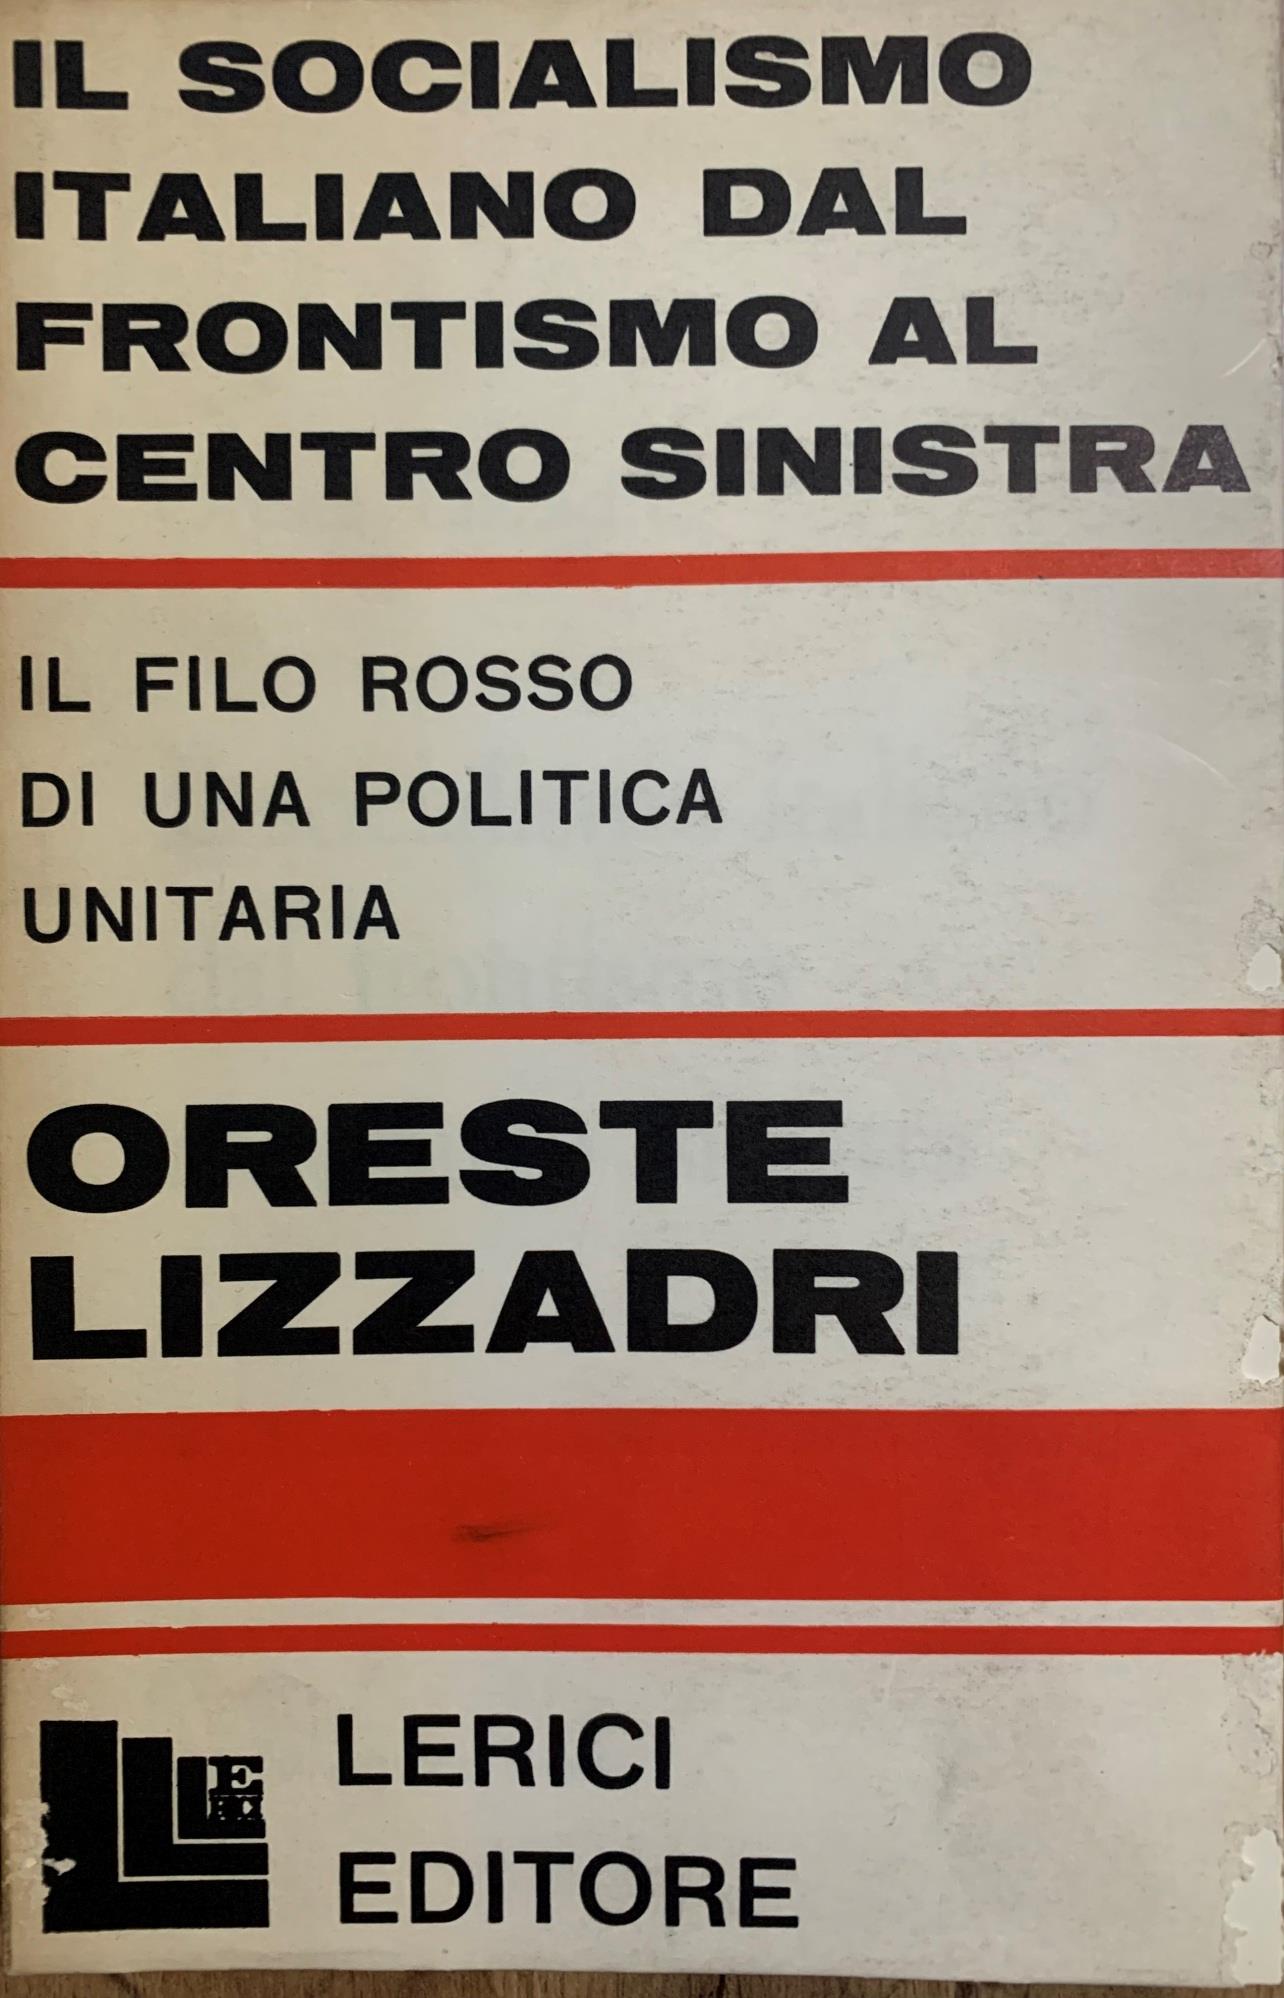 IL SOCIALISMO
ITALIANO DAL
FRONTISMO AL
CENTRO SINISTRA
IL FILO ROSSO
DI UNA POLITICA
UNITARIA
ORESTE
LIZZADRI
LERICI
EDITORE